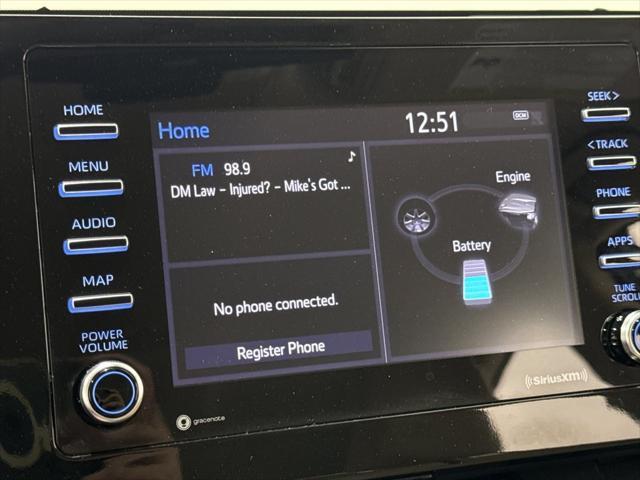 HOME
MENU
AUDIO
MAP
POWER
VOLUME
Home
12:51
DCM
FM 98.9
DM Law - Injured? - Mike's Got ...
No phone connected.
Register Phone
Engine
Battery
SEEK >
< TRACK
PHONE
APPS
TUNE
SCROLL
gracenote
((SiriusXM))